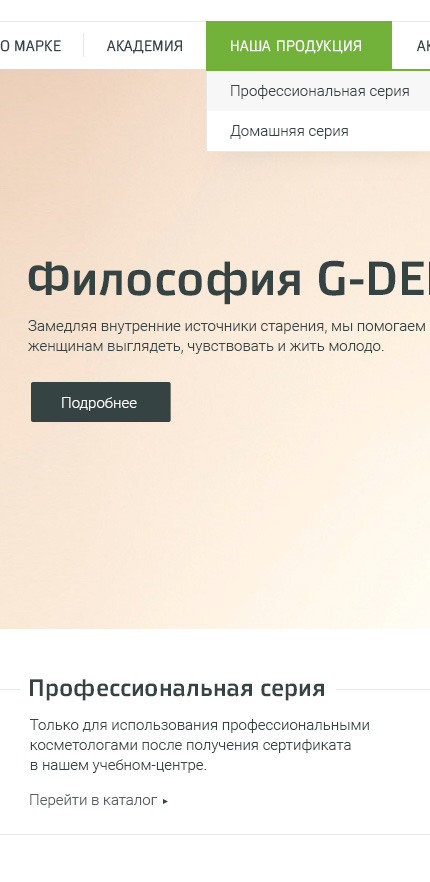 О МАРКЕ АКАДЕМИЯ НАША ПРОДУКЦИЯ
Профессиональная серия
Домашняя серия
Философия G-DE
Замедляя внутренние источники старения, мы помогаем
женщинам выглядеть, чувствовать и жить молодо.
Подробнее
Профессиональная серия
Только для использования профессиональными
косметологами после получения сертификата
в нашем учебном-центре.
Перейти в каталог ▸